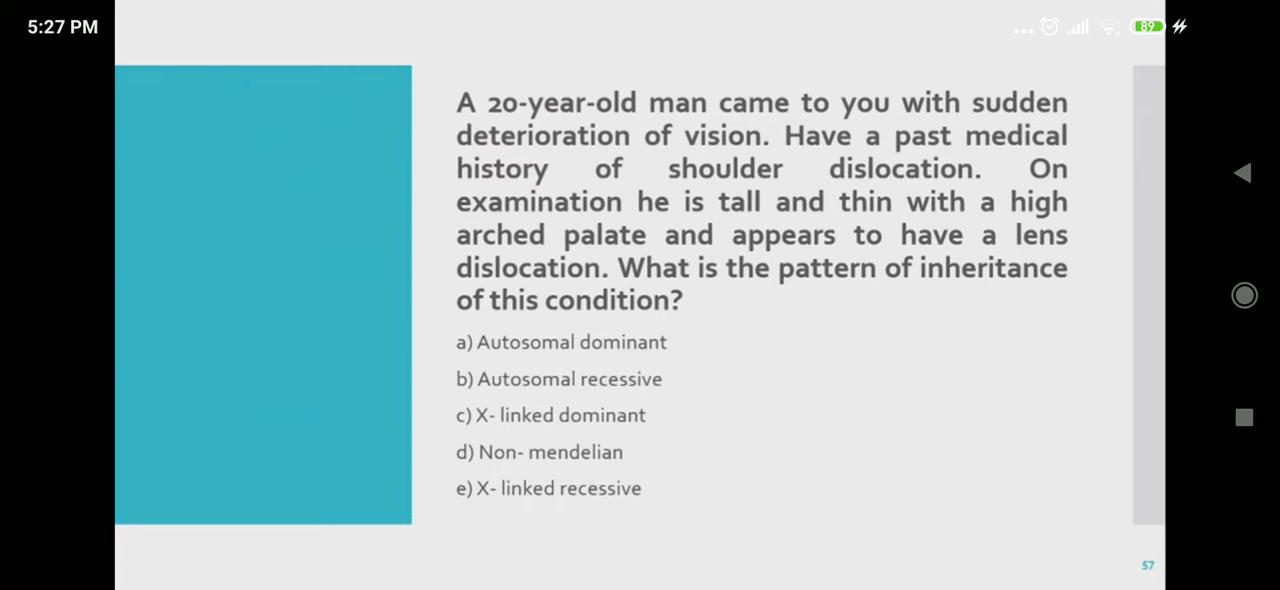 5:27 PM
89
A 20-year-old man came to you with sudden
deterioration of vision. Have a past medical
history of shoulder dislocation. On
examination he is tall and thin with a high
arched palate and appears to have a lens
dislocation. What is the pattern of inheritance
of this condition?
a) Autosomal dominant
b) Autosomal recessive
c) X- linked dominant
d) Non- mendelian
e) X- linked recessive
57